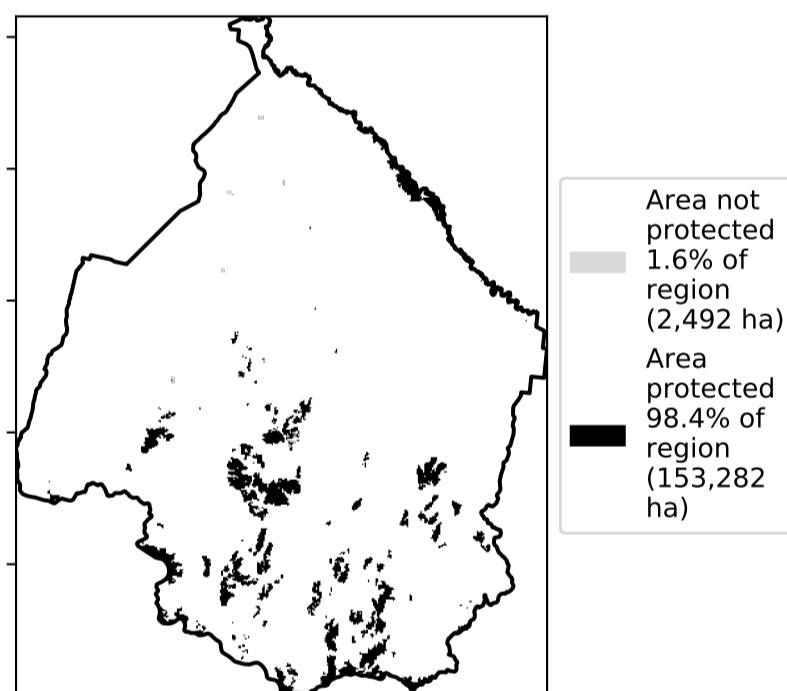 Area not
protected
1.6% of
region
(2,492 ha)
Area
protected
98.4% of
region
(153,282
ha)